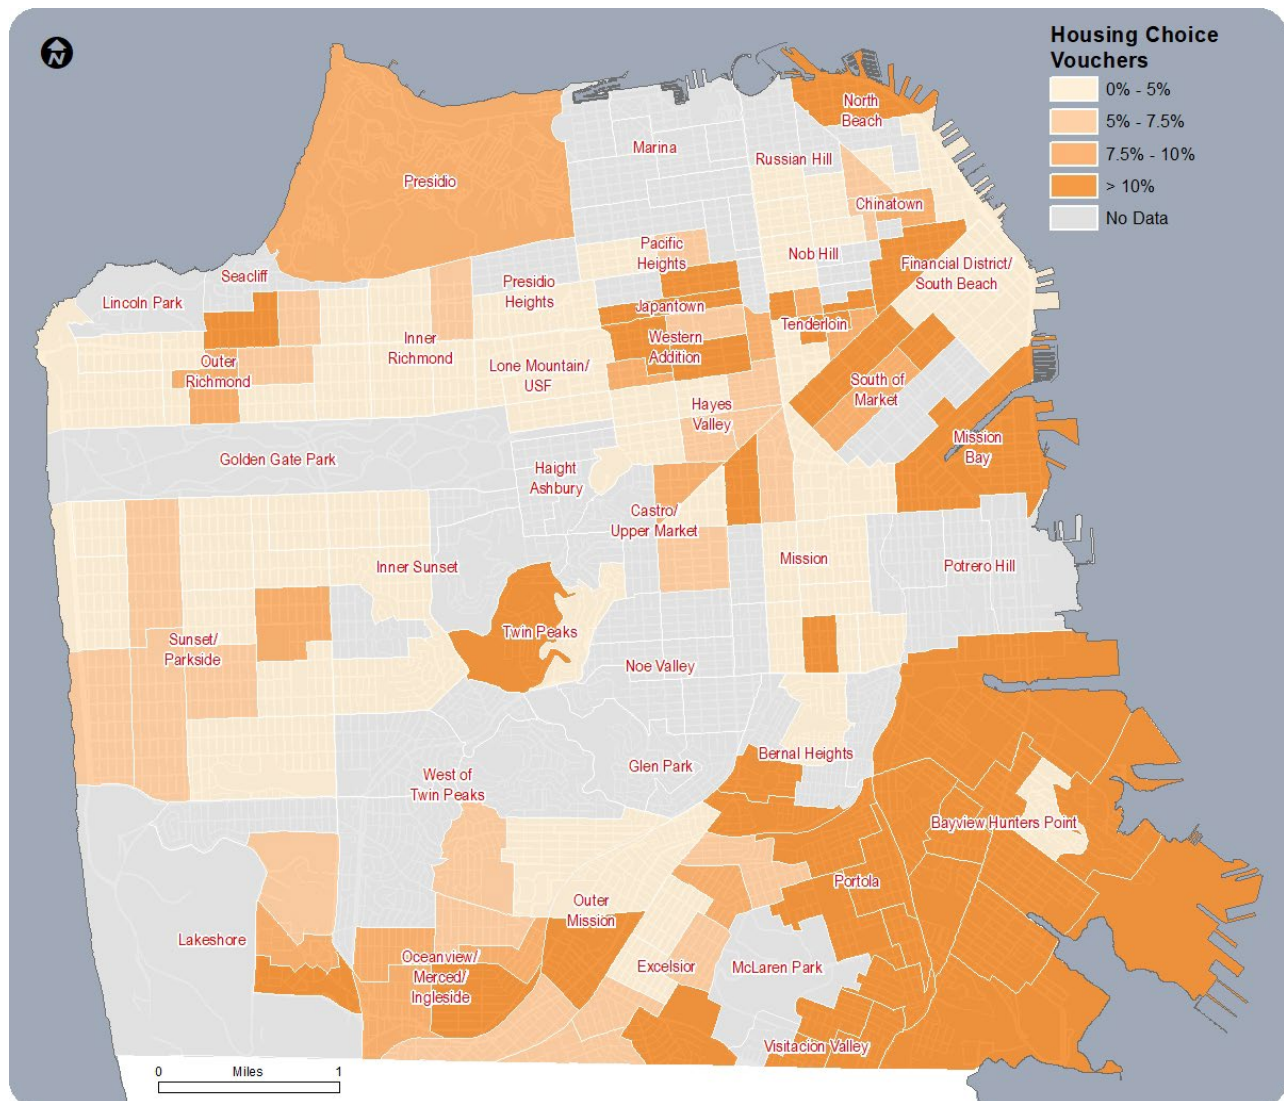 N
Housing Choice
Vouchers
0% - 5%
5% - 7.5%
7.5% - 10%
> 10%
No Data
North
Beach
Marina
Russian Hill
Presidio
Chinatown
Pacific
Heights
Nob Hill
Financial District/
South Beach
Seacliff
Presidio
Heights
Lincoln Park
Japantown
Tenderloin
Inner
Richmond
Western
Addition
Outer
Richmond
Lone Mountain/
USF
South of
Market
Hayes
Valley
Mission
Bay
Golden Gate Park
Haight
Ashbury
Castro/
Upper Market
Inner Sunset
Mission
Potrero Hill
Twin Peaks
Sunset/
Parkside
Noe Valley
Bernal Heights
Glen Park
West of
Twin Peaks
Bayview Hunters Point
Portola
Outer
Mission
Lakeshore
Oceanview/
Merced/
Ingleside
Excelsior
McLaren Park
Visitacion Valley
0 Miles 1